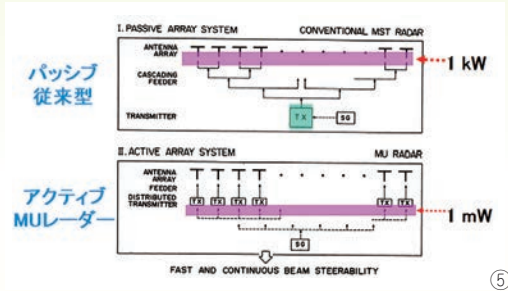 I. PASSIVE ARRAY SYSTEM CONVENTIONAL MST RADAR
パッシブ
従来型
ANTENNA
ARRAY
1 kW
CASCADING
FEEDER
TRANSMITTER
TX
SG
II. ACTIVE ARRAY SYSTEM MU RADAR
アクティブ
MUレーダー
ANTENNA
ARRAY
FEEDER
DISTRIBUTED
TRANSMITTER
TX TX TX TX TX TX
1 mW
SG
FAST AND CONTINUOUS BEAM STEERABILITY
⑤